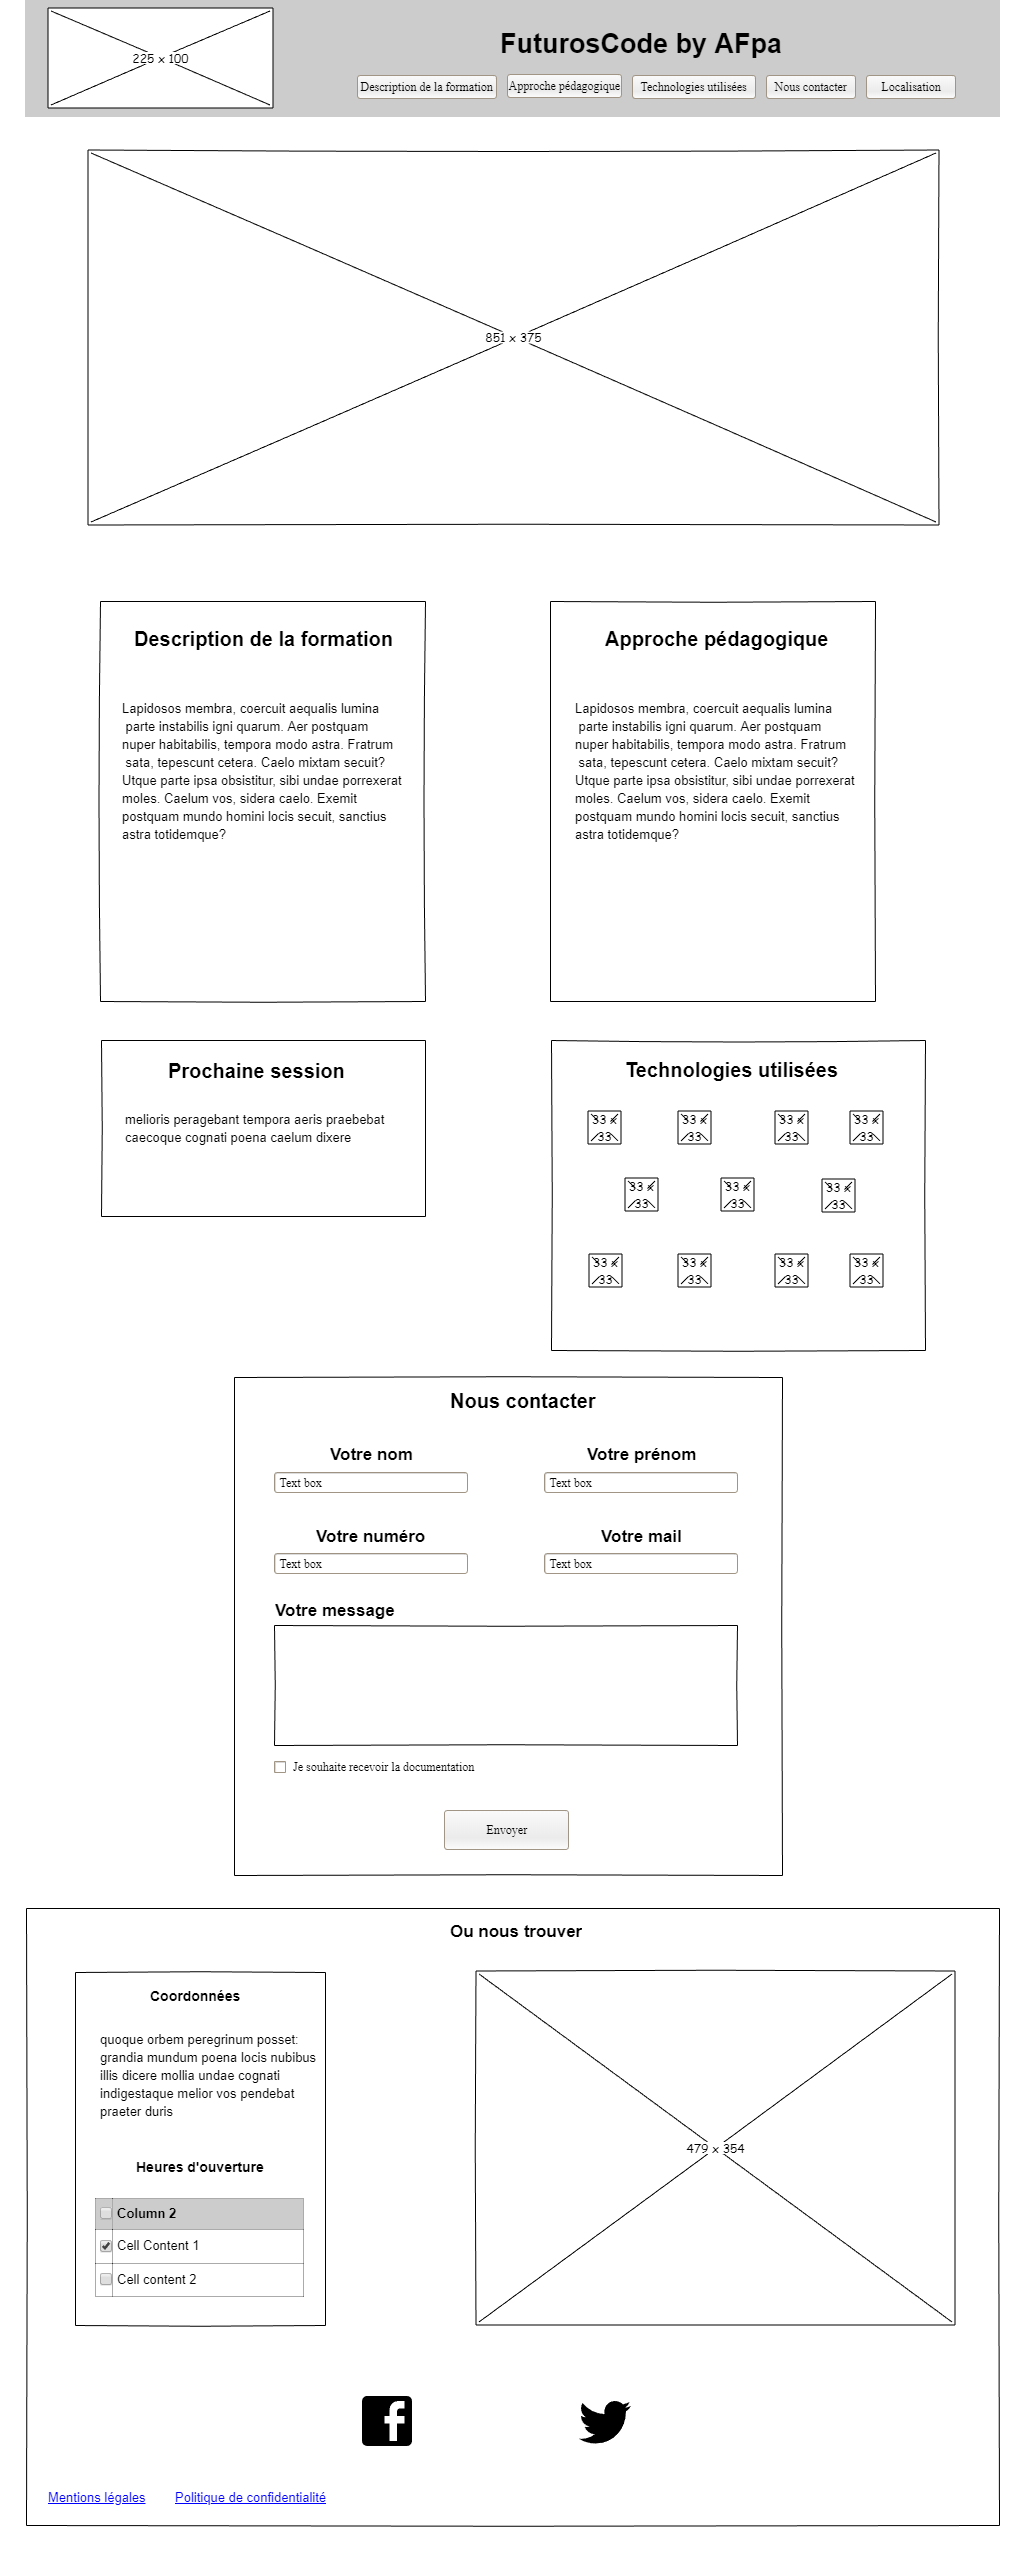 225 x 100
FuturosCode by AFpa
Description de la formation
Approche pédagogique
Technologies utilisées
Nous contacter
Localisation
851 x 375
Description de la formation
Lapidosos membra, coercuit aequalis lumina
parte instabilis igni quarum. Aer postquam
nuper habitabilis, tempora modo astra. Fratrum
sata, tepescunt cetera. Caelo mixtam secuit?
Utque parte ipsa obsistitur, sibi undae porrexerat
moles. Caelum vos, sidera caelo. Exemit
postquam mundo homini locis secuit, sanctius
astra totidemque?
Approche pédagogique
Lapidosos membra, coercuit aequalis lumina
parte instabilis igni quarum. Aer postquam
nuper habitabilis, tempora modo astra. Fratrum
sata, tepescunt cetera. Caelo mixtam secuit?
Utque parte ipsa obsistitur, sibi undae porrexerat
moles. Caelum vos, sidera caelo. Exemit
postquam mundo homini locis secuit, sanctius
astra totidemque?
Prochaine session
melioris peragebant tempora aeris praebebat
caecoque cognati poena caelum dixere
Technologies utilisées
33 x
33
33 x
33
33 x
33
33 x
33
33 x
33
33 x
33
33 x
33
33 x
33
33 x
33
33 x
33
33 x
33
Nous contacter
Votre nom
Text box
Votre prénom
Text box
Votre numéro
Text box
Votre mail
Text box
Votre message
Je souhaite recevoir la documentation
Envoyer
Ou nous trouver
Coordonnées
quoque orbem peregrinum posset:
grandia mundum poena locis nubibus
illis dicere mollia undae cognati
indigestaque melior vos pendebat
praeter duris
Heures d'ouverture
Column 2
Cell Content 1
Cell content 2
479 x 354
Mentions légales
Politique de confidentialité